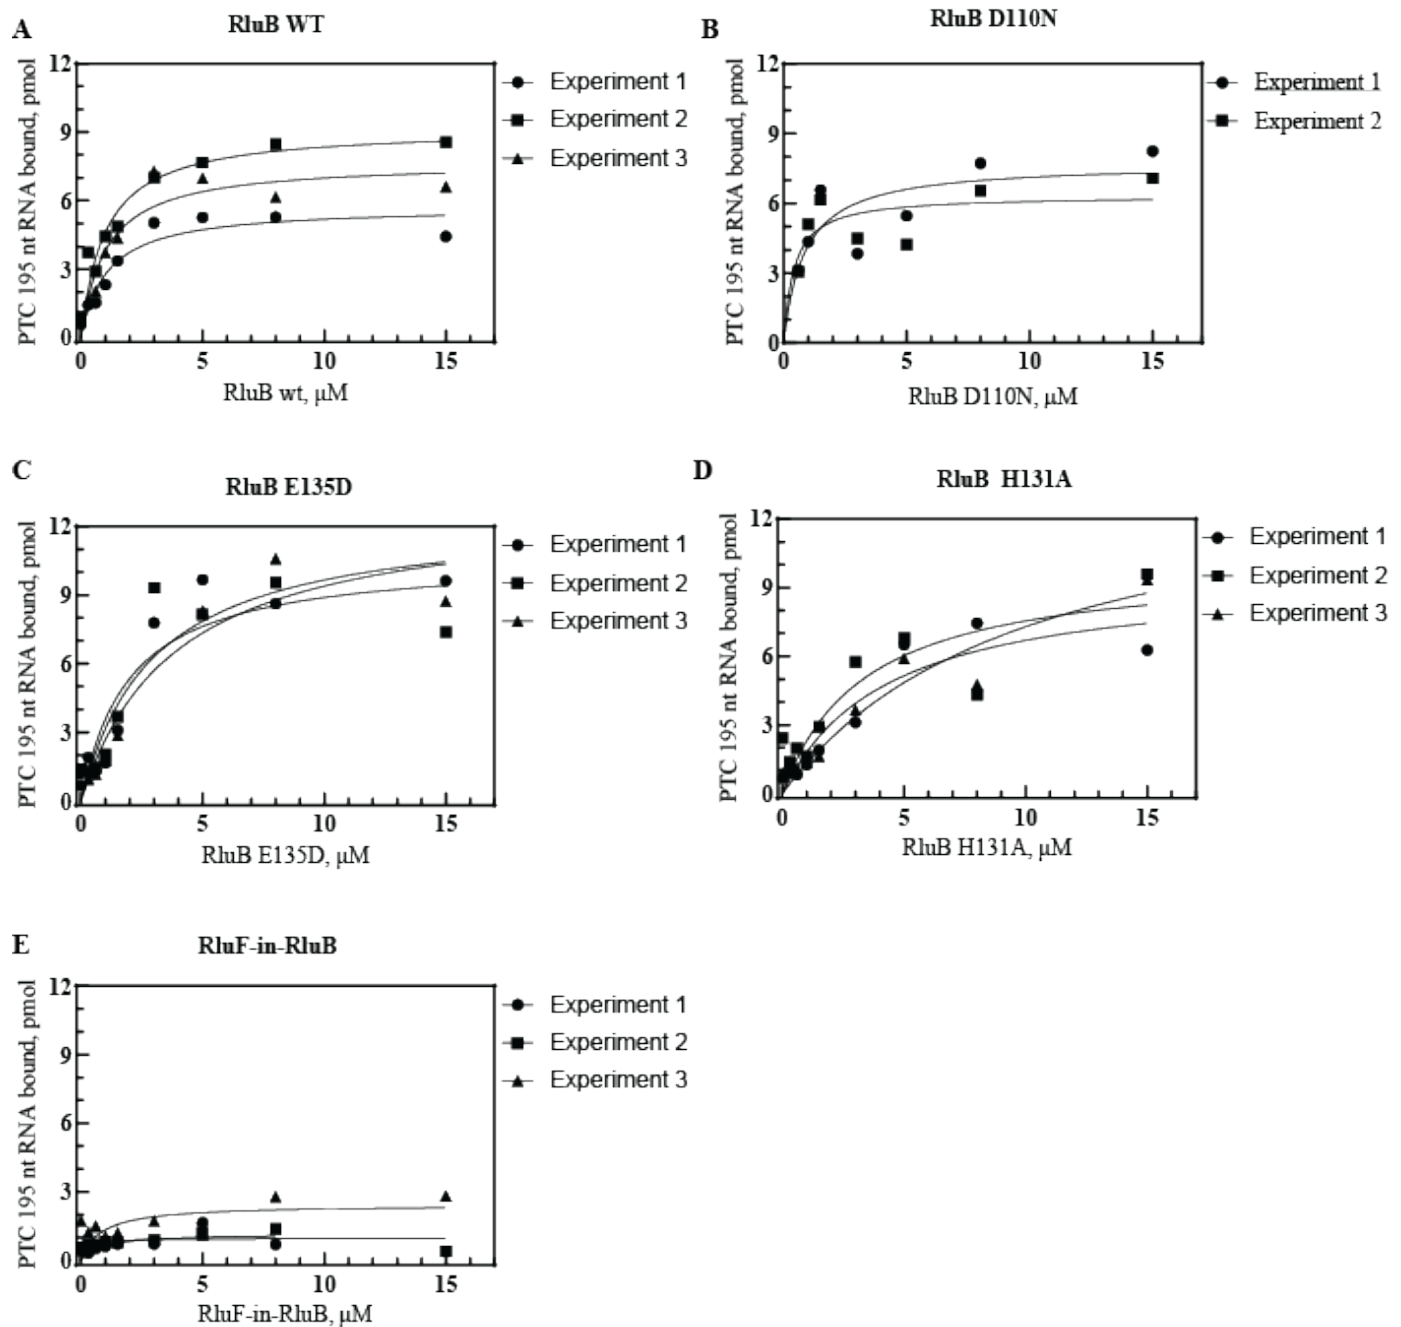 A
RluB WT
PTC 195 nt RNA bound, pmol
12
9
6
3
0
0 5 10 15
RluB wt, μM
Experiment 1
Experiment 2
Experiment 3
B
RluB D110N
PTC 195 nt RNA bound, pmol
12
9
6
3
0
0 5 10 15
RluB D110N, μM
Experiment 1
Experiment 2
C
RluB E135D
PTC 195 nt RNA bound, pmol
12
9
6
3
0
0 5 10 15
RluB E135D, μM
Experiment 1
Experiment 2
Experiment 3
D
RluB H131A
PTC 195 nt RNA bound, pmol
12
9
6
3
0
0 5 10 15
RluB H131A, μM
Experiment 1
Experiment 2
Experiment 3
E
RluF-in-RluB
PTC 195 nt RNA bound, pmol
12
9
6
3
0
0 5 10 15
RluF-in-RluB, μM
Experiment 1
Experiment 2
Experiment 3